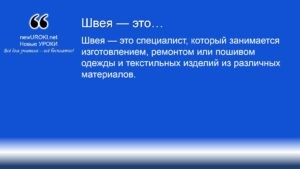 Швея — это…
Швея — это специалист, который занимается
изготовлением, ремонтом или пошивом
одежды и текстильных изделий из различных
материалов.
newUROKI.net
Новые УРОКИ
Всё для учителя – всё бесплатно!